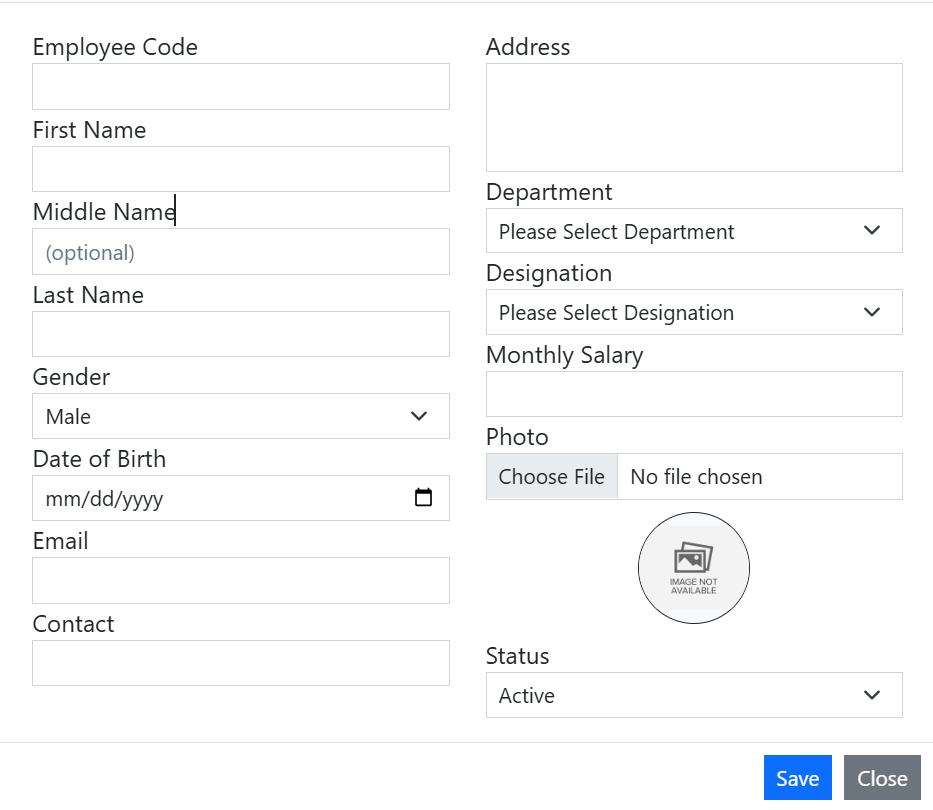 Employee Code
First Name
Middle Name
(optional)
Last Name
Gender
Male
Date of Birth
mm/dd/yyyy
Email
Contact
Address
Department
Please Select Department
Designation
Please Select Designation
Monthly Salary
Photo
Choose File No file chosen
IMAGE NOT
AVAILABLE
Status
Active
Save Close